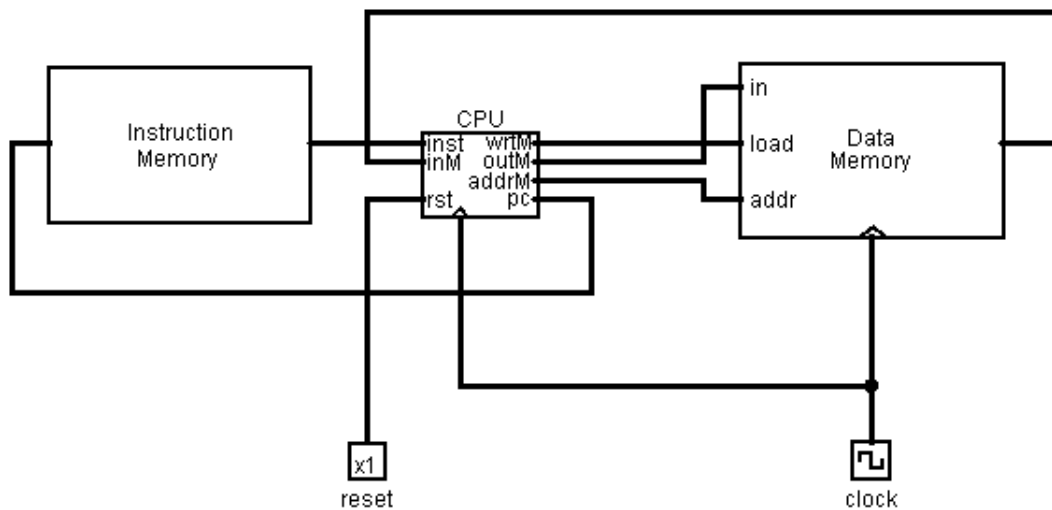 Instruction
Memory
CPU
inst
inM
rst
wrtM
outM
addrM
pc
in
load
addr
Data
Memory
x1
reset
clock